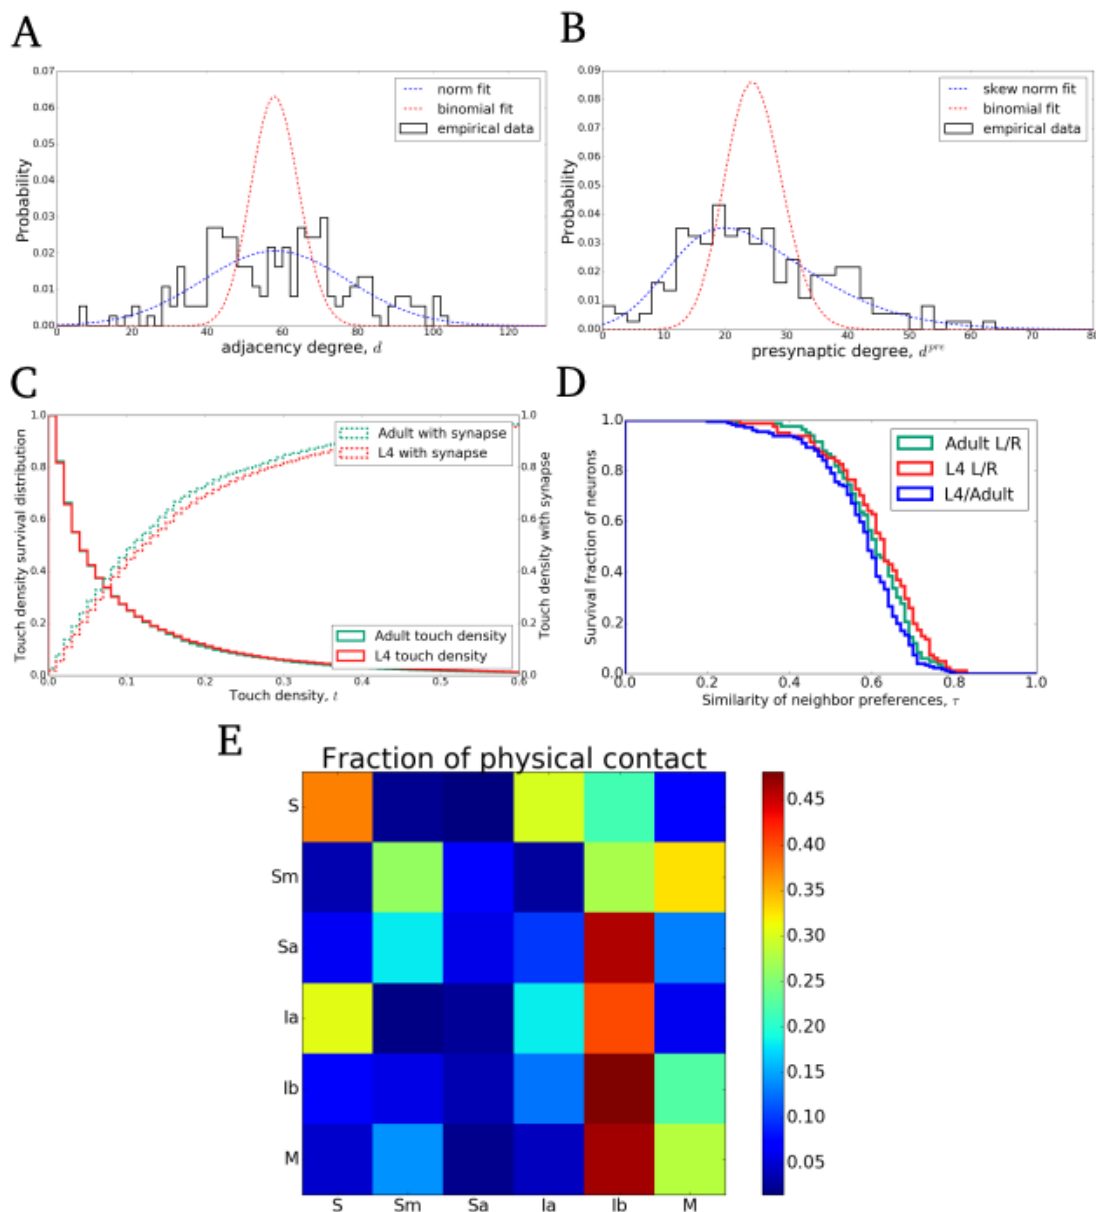 A
0.07
0.06
0.05
0.04
0.03
0.02
0.01
0.00
Probability
norm fit
binomial fit
empirical data
0 20 40 60 80 100 120
adjacency degree, d
B
0.09
0.08
0.07
0.06
0.05
0.04
0.03
0.02
0.01
0.00
Probability
skew norm fit
binomial fit
empirical data
0 10 20 30 40 50 60 70 80
presynaptic degree, d^pre
C
1.0
0.8
0.6
0.4
0.2
0.0
Touch density survival distribution
Adult with synapse
L4 with synapse
Adult touch density
L4 touch density
1.0
0.8
0.6
0.4
0.2
0.0
Touch density with synapse
0.0 0.1 0.2 0.3 0.4 0.5 0.6
Touch density, t
D
1.0
0.8
0.6
0.4
0.2
0.0
Survival fraction of neurons
Adult L/R
L4 L/R
L4/Adult
0.0 0.2 0.4 0.6 0.8 1.0
Similarity of neighbor preferences, τ
E
Fraction of physical contact
S
Sm
Sa
Ia
Ib
M
S Sm Sa Ia Ib M
0.45
0.40
0.35
0.30
0.25
0.20
0.15
0.10
0.05